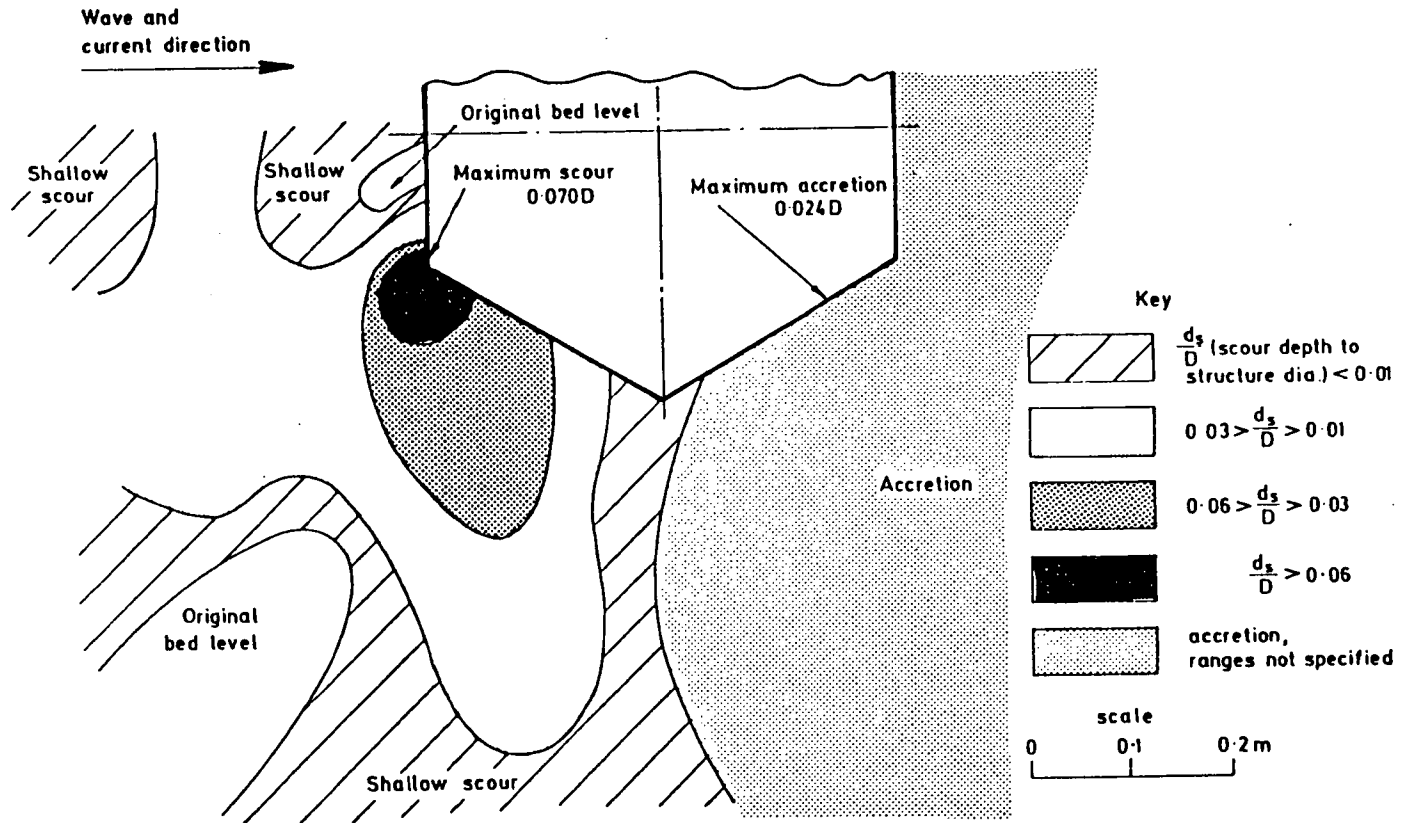 Wave and
current direction
Original bed level
Shallow
scour
Shallow
scour
Maximum scour
0·070D
Maximum accretion
0·024D
Accretion
Original
bed level
Shallow scour
Key
d_s/D (scour depth to
structure dia.) < 0·01
0 03 > d_s/D > 0·01
0·06 > d_s/D > 0·03
d_s/D > 0·06
accretion,
ranges not specified
scale
0 0·1 0·2 m